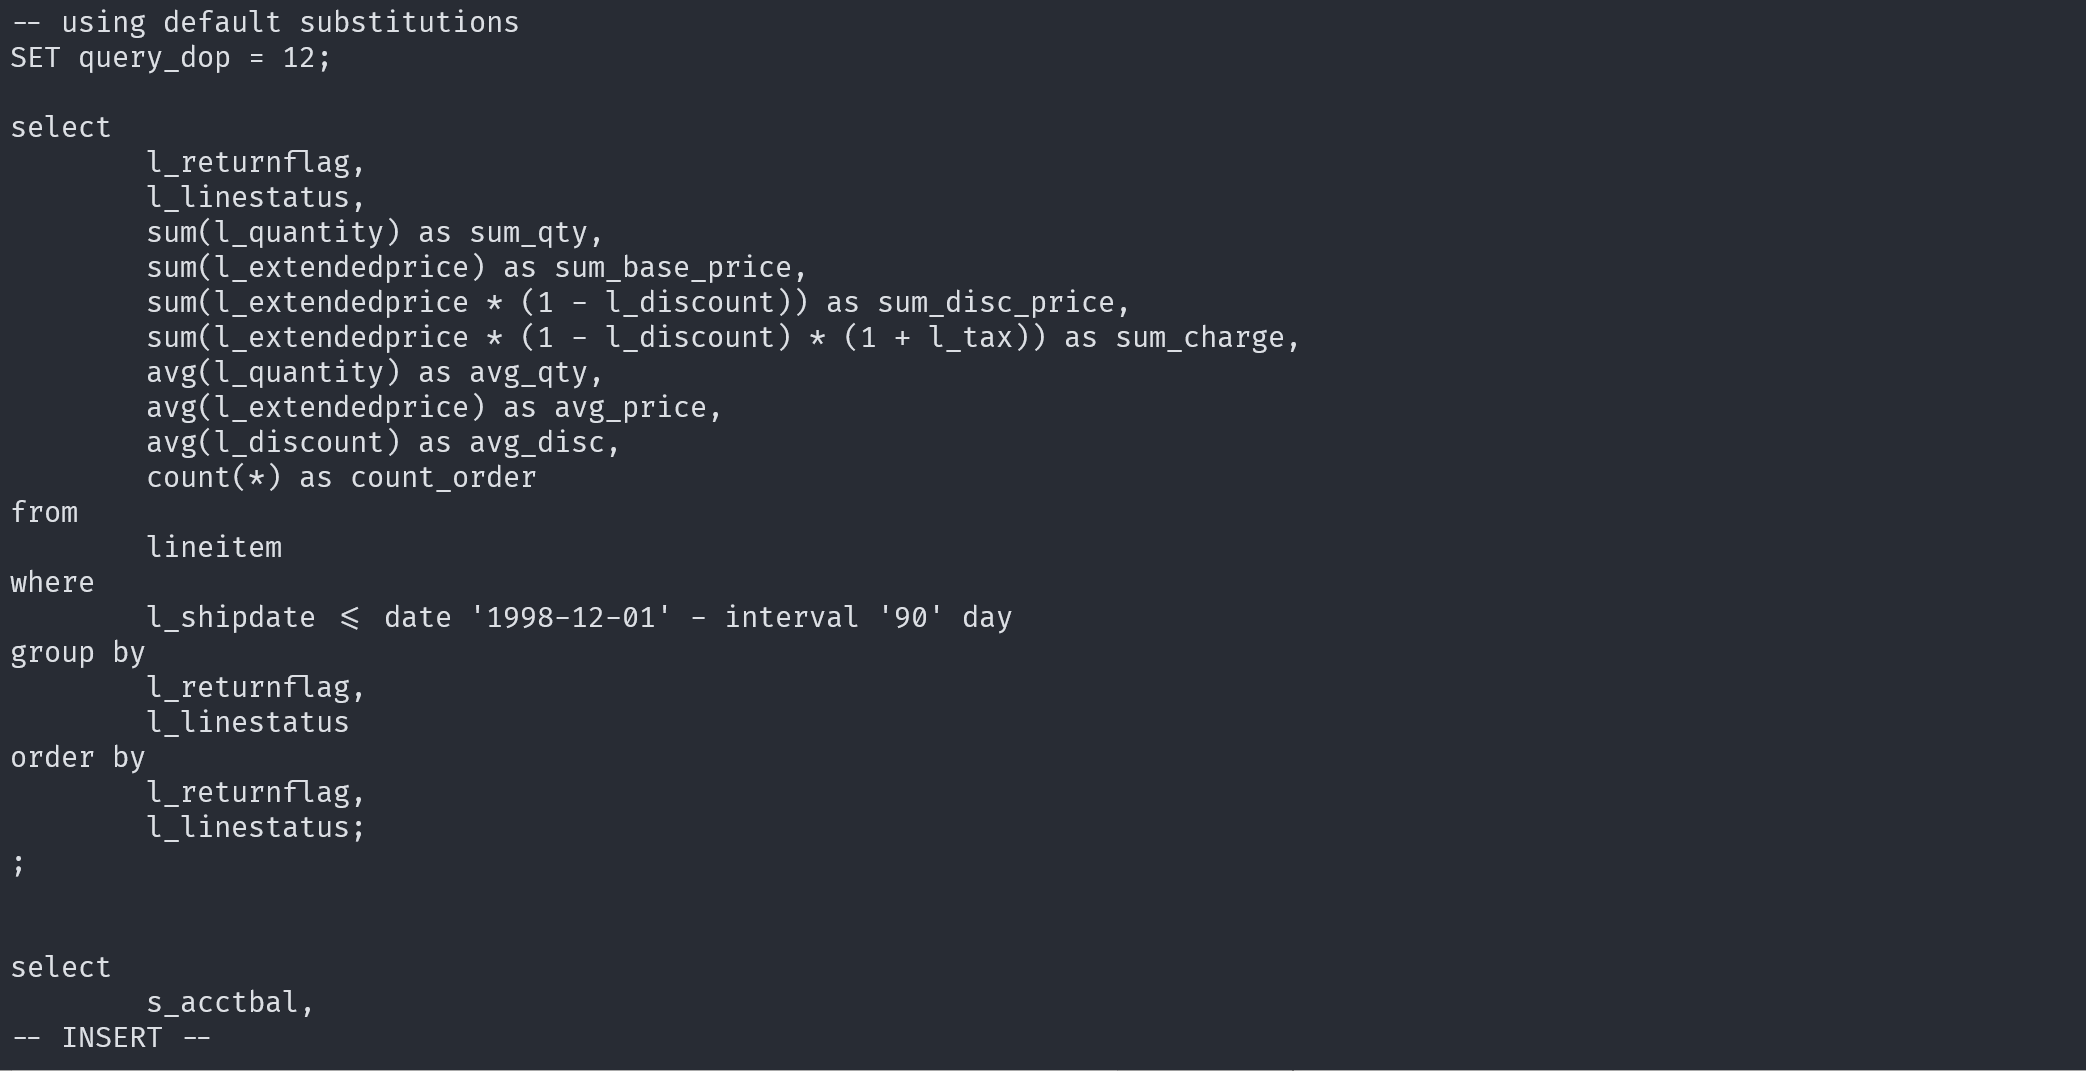 -- using default substitutions
SET query_dop = 12;
select
l_returnflag,
l_linestatus,
sum(l_quantity) as sum_qty,
sum(l_extendedprice) as sum_base_price,
sum(l_extendedprice * (1 - l_discount)) as sum_disc_price,
sum(l_extendedprice * (1 - l_discount) * (1 + l_tax)) as sum_charge,
avg(l_quantity) as avg_qty,
avg(l_extendedprice) as avg_price,
avg(l_discount) as avg_disc,
count(*) as count_order
from
lineitem
where
l_shipdate <= date '1998-12-01' - interval '90' day
group by
l_returnflag,
l_linestatus
order by
l_returnflag,
l_linestatus;
;
select
s_acctbal,
-- INSERT --